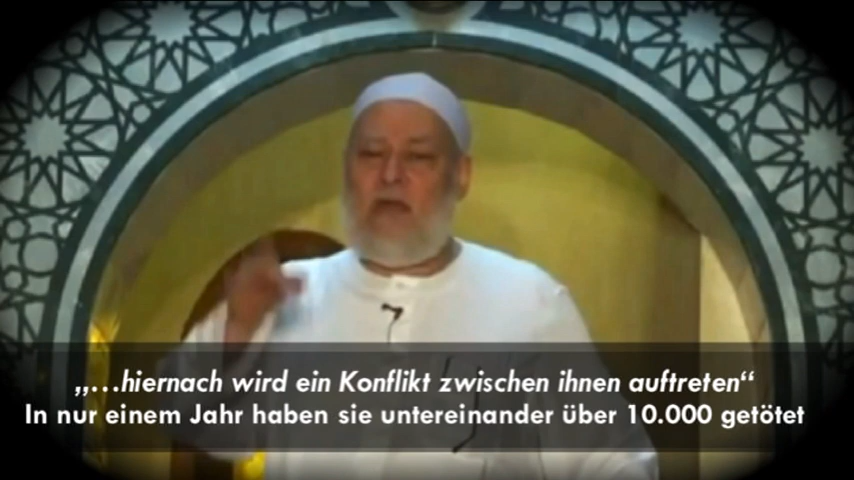 „…hiernach wird ein Konflikt zwischen ihnen auftreten“
In nur einem Jahr haben sie untereinander über 10.000 getötet